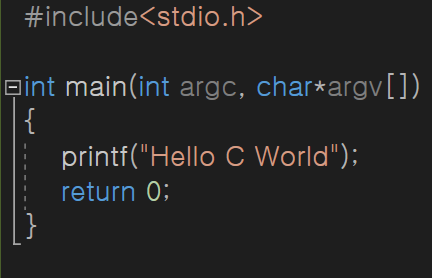 #include<stdio.h>
int main(int argc, char*argv[])
{
printf("Hello C World");
return 0;
}